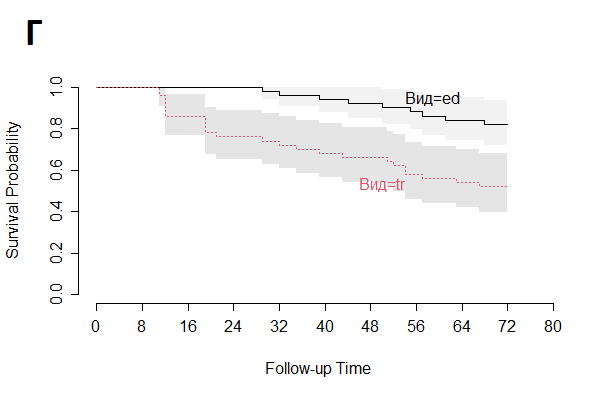 Г
Survival Probability
1.0
0.8
0.6
0.4
0.2
0.0
Вид=ed
Вид=tr
0 8 16 24 32 40 48 56 64 72 80
Follow-up Time